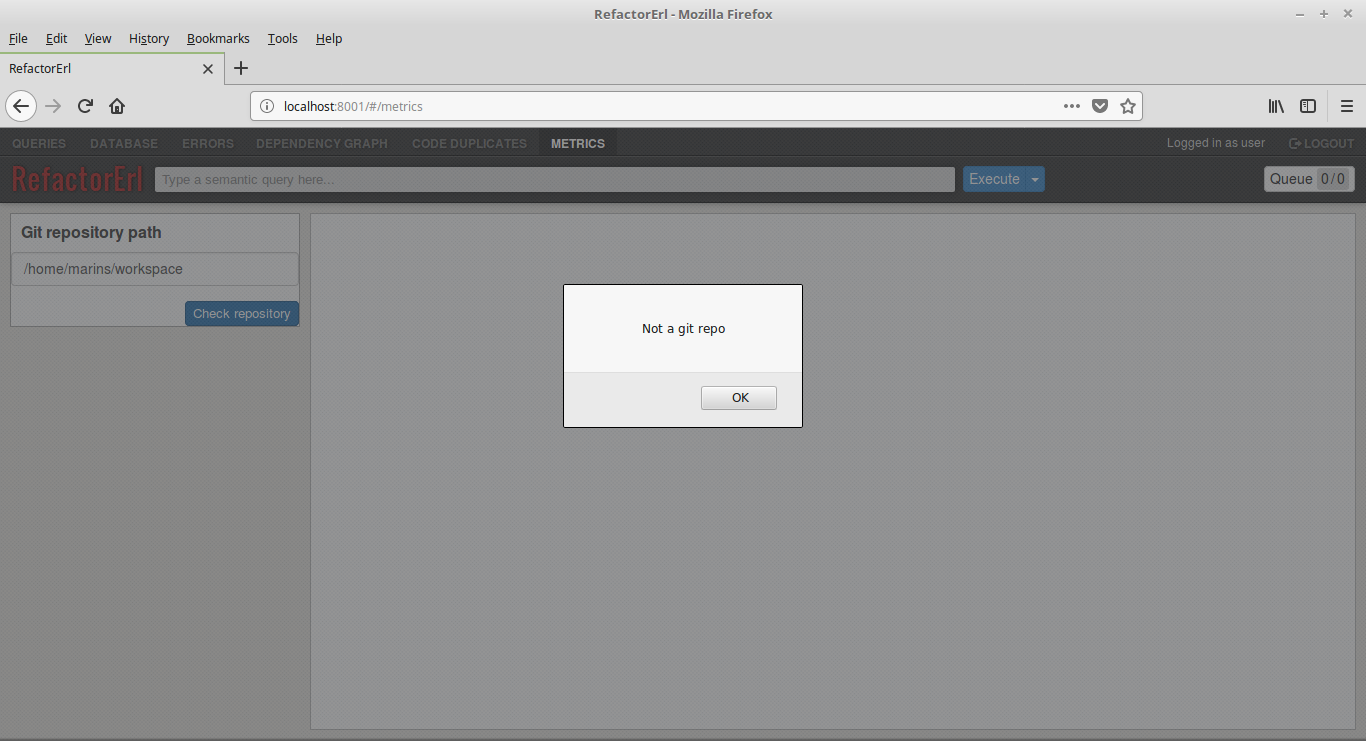 RefactorErl - Mozilla Firefox
File Edit View History Bookmarks Tools Help
RefactorErl
localhost:8001/#/metrics
QUERIES DATABASE ERRORS DEPENDENCY GRAPH CODE DUPLICATES METRICS Logged in as user LOGOUT
RefactorErl Type a semantic query here... Execute Queue 0/0
Git repository path
/home/marins/workspace
Check repository
Not a git repo
OK